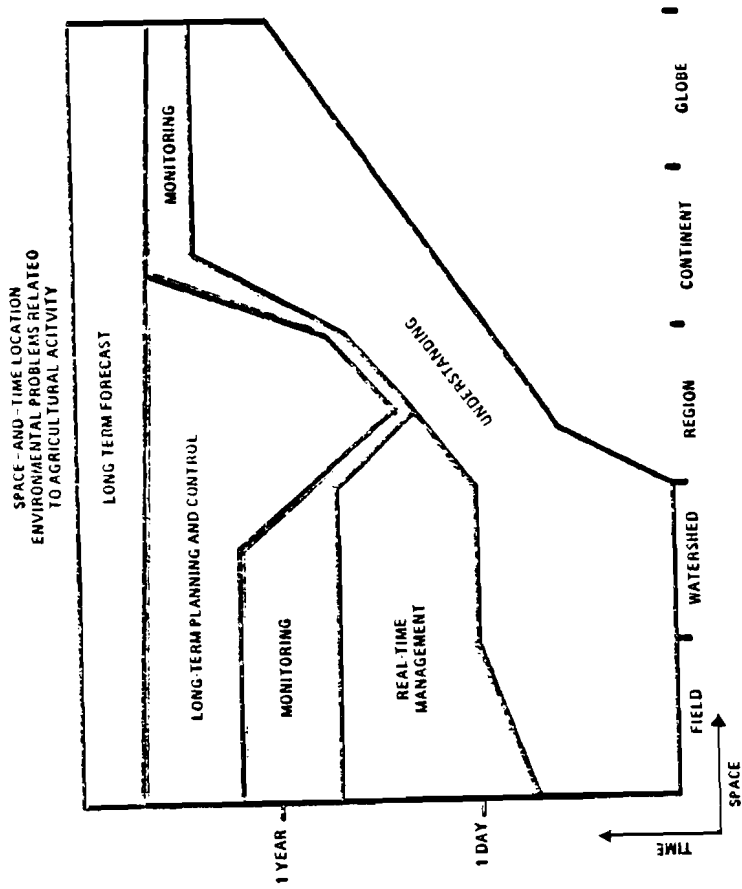 SPACE-AND-TIME LOCATION
ENVIRONMENTAL PROBLEMS RELATED
TO AGRICULTURAL ACITVITY
LONG TERM FORECAST
MONITORING
LONG-TERM PLANNING AND CONTROL
MONITORING
REAL-TIME
MANAGEMENT
UNDERSTANDING
1 YEAR
1 DAY
TIME
SPACE
FIELD
WATERSHED
REGION
CONTINENT
GLOBE